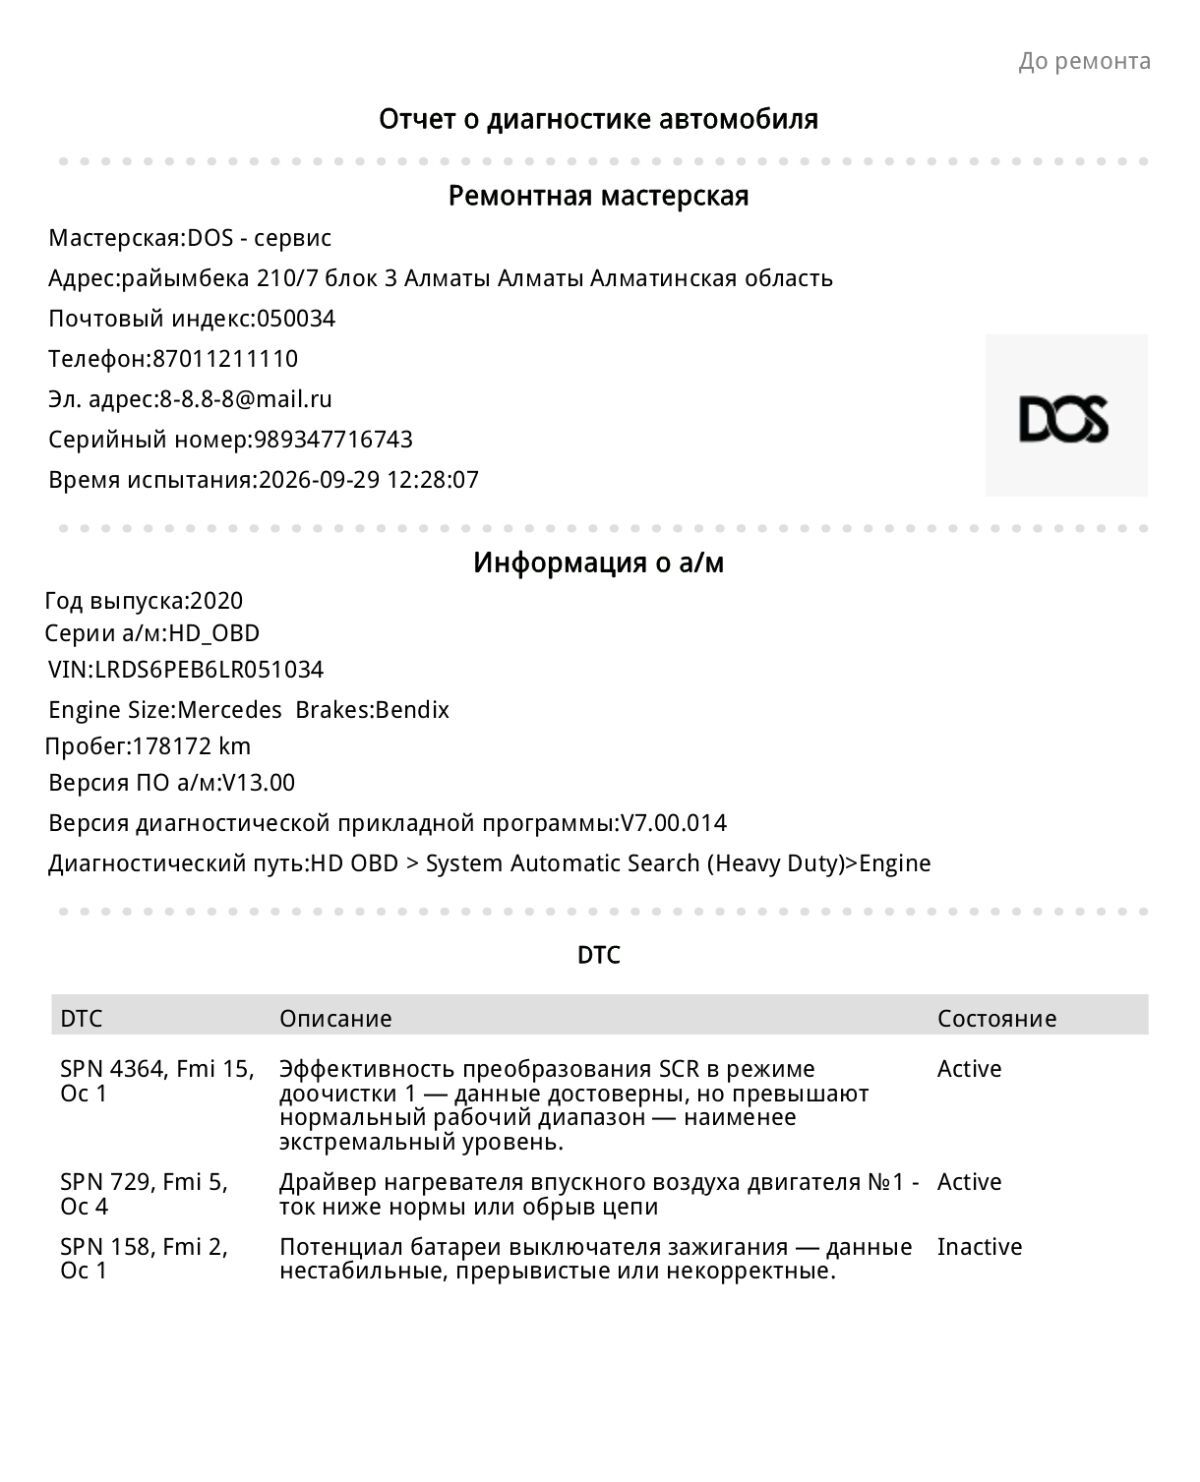 До ремонта
Отчет о диагностике автомобиля
Ремонтная мастерская
Мастерская:DOS - сервис
Адрес:райымбека 210/7 блок 3 Алматы Алматы Алматинская область
Почтовый индекс:050034
Телефон:87011211110
Эл. адрес:8-8.8-8@mail.ru
Серийный номер:989347716743
Время испытания:2026-09-29 12:28:07
DOS
Информация о а/м
Год выпуска:2020
Серии а/м:HD_OBD
VIN:LRDS6PEB6LR051034
Engine Size:Mercedes  Brakes:Bendix
Пробег:178172 km
Версия ПО а/м:V13.00
Версия диагностической прикладной программы:V7.00.014
Диагностический путь:HD OBD > System Automatic Search (Heavy Duty)>Engine
DTC
DTC Описание Состояние
SPN 4364, Fmi 15, Эффективность преобразования SCR в режиме Active
Oc 1 доочистки 1 — данные достоверны, но превышают
нормальный рабочий диапазон — наименее
экстремальный уровень.
SPN 729, Fmi 5, Драйвер нагревателя впускного воздуха двигателя №1 - Active
Oc 4 ток ниже нормы или обрыв цепи
SPN 158, Fmi 2, Потенциал батареи выключателя зажигания — данные Inactive
Oc 1 нестабильные, прерывистые или некорректные.